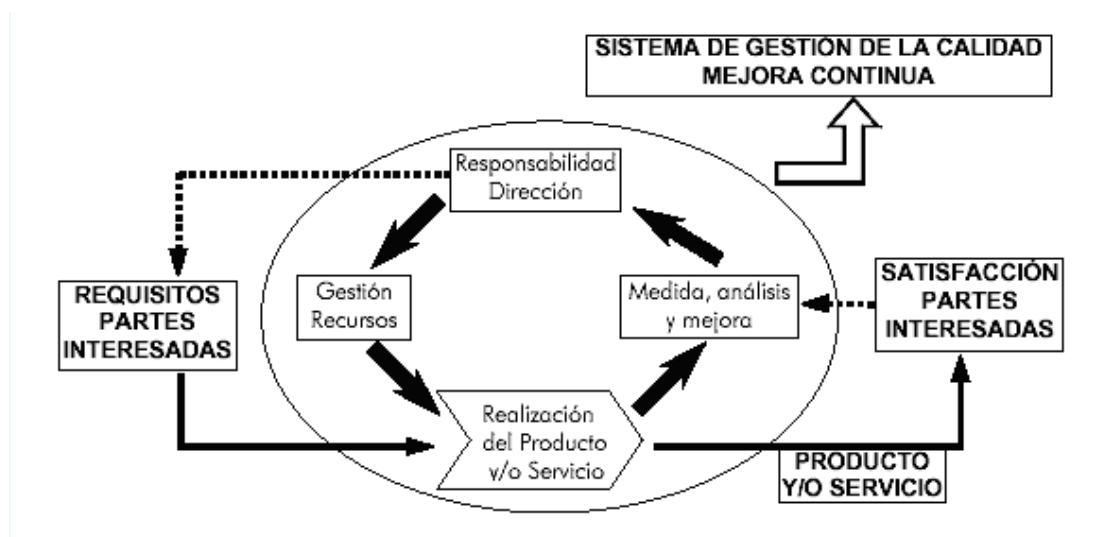 SISTEMA DE GESTIÓN DE LA CALIDAD
MEJORA CONTINUA
Responsabilidad
Dirección
REQUISITOS
PARTES
INTERESADAS
Gestión
Recursos
Medida, análisis
y mejora
SATISFACCIÓN
PARTES
INTERESADAS
Realización
del Producto
y/o Servicio
PRODUCTO
Y/O SERVICIO